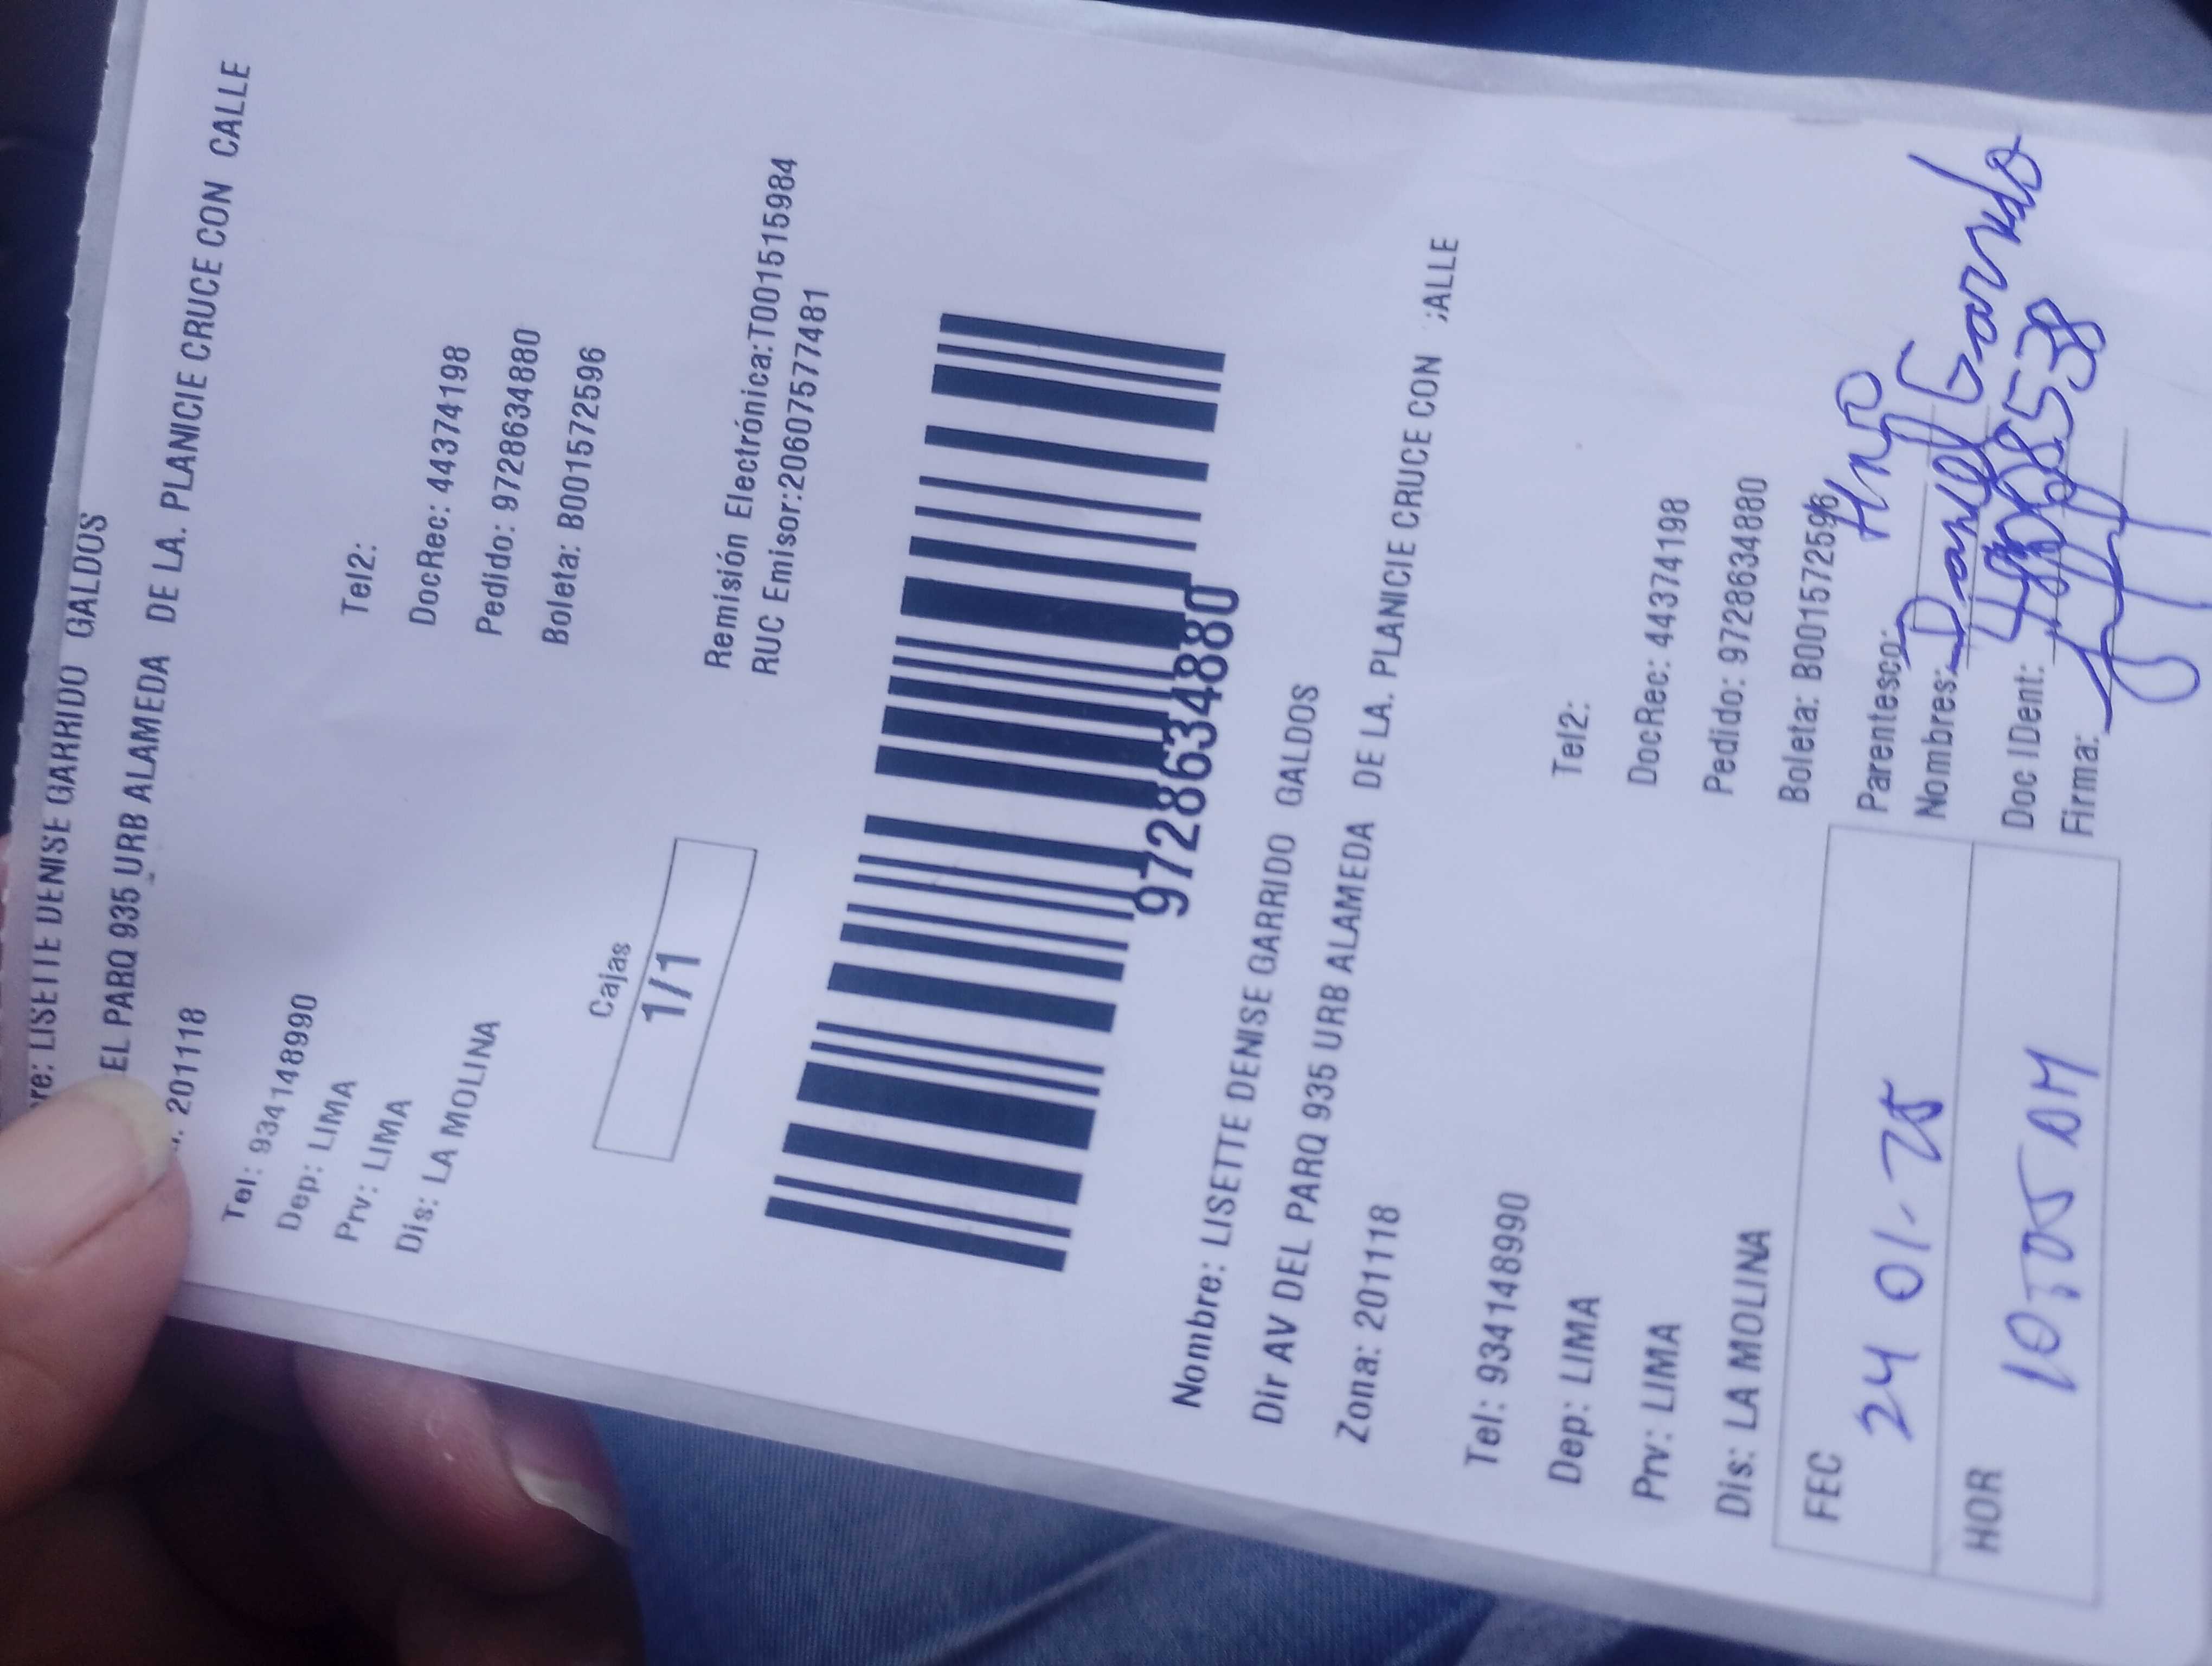 re: LISETTE DENISE GARRIDO GALDOS
EL PARQ 935 URB ALAMEDA DE LA. PLANICIE CRUCE CON CALLE
: 201118
Tel: 934148990 Tel2:
Dep: LIMA DocRec: 44374198
Prv: LIMA Pedido: 9728634880
Dis: LA MOLINA Boleta: B001572596
Cajas
1/1
Remisión Electrónica:T001515984
RUC Emisor:20607577481
9728634880
Nombre: LISETTE DENISE GARRIDO GALDOS
Dir AV DEL PARQ 935 URB ALAMEDA DE LA. PLANICIE CRUCE CON ALLE
Zona: 201118
Tel: 934148990 Tel2:
Dep: LIMA DocRec: 44374198
Prv: LIMA Pedido: 9728634880
Dis: LA MOLINA Boleta: B001572596
FEC 24 01-25
HOR 10:05 AM
Parentesco: Hno
Nombres: Daniel Garrido
Doc IDent:
Firma: